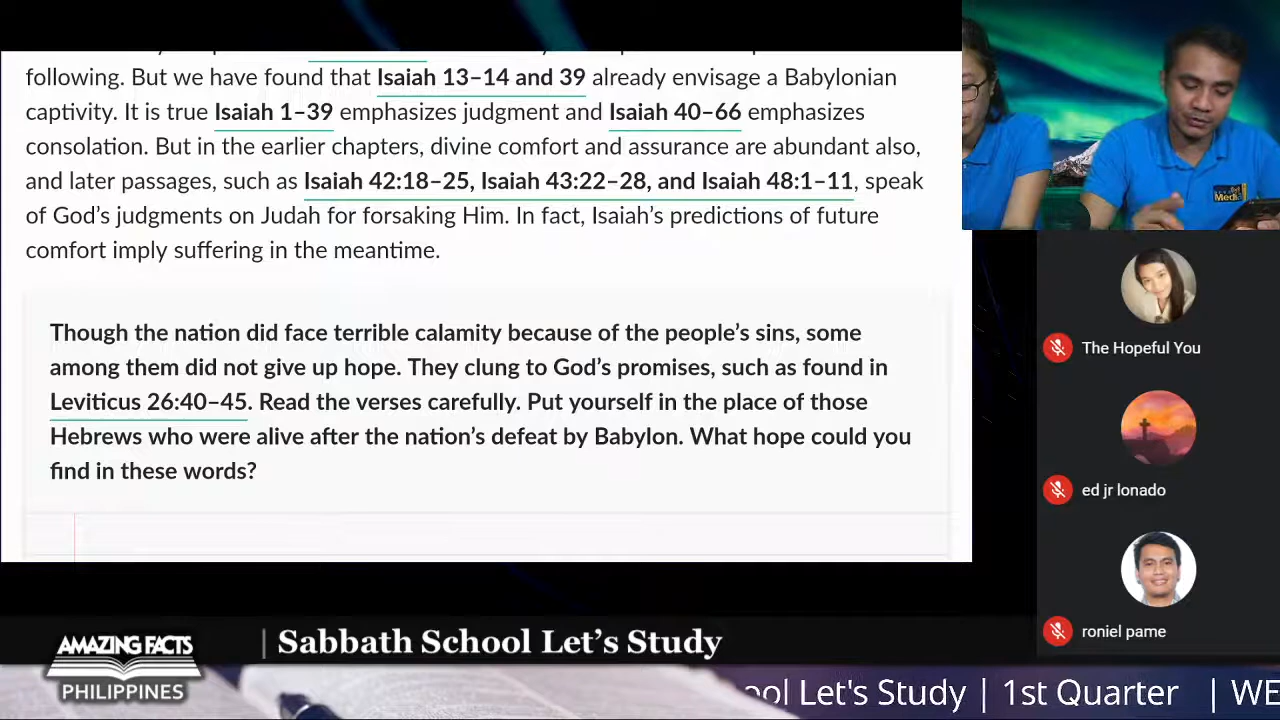 following. But we have found that Isaiah 13–14 and 39 already envisage a Babylonian
captivity. It is true Isaiah 1–39 emphasizes judgment and Isaiah 40–66 emphasizes
consolation. But in the earlier chapters, divine comfort and assurance are abundant also,
and later passages, such as Isaiah 42:18–25, Isaiah 43:22–28, and Isaiah 48:1–11, speak
of God’s judgments on Judah for forsaking Him. In fact, Isaiah’s predictions of future
comfort imply suffering in the meantime.
Though the nation did face terrible calamity because of the people’s sins, some
among them did not give up hope. They clung to God’s promises, such as found in
Leviticus 26:40–45. Read the verses carefully. Put yourself in the place of those
Hebrews who were alive after the nation’s defeat by Babylon. What hope could you
find in these words?
Media
The Hopeful You
ed jr lonado
roniel pame
AMAZING FACTS
PHILIPPINES
| Sabbath School Let’s Study
ool Let's Study | 1st Quarter | WE